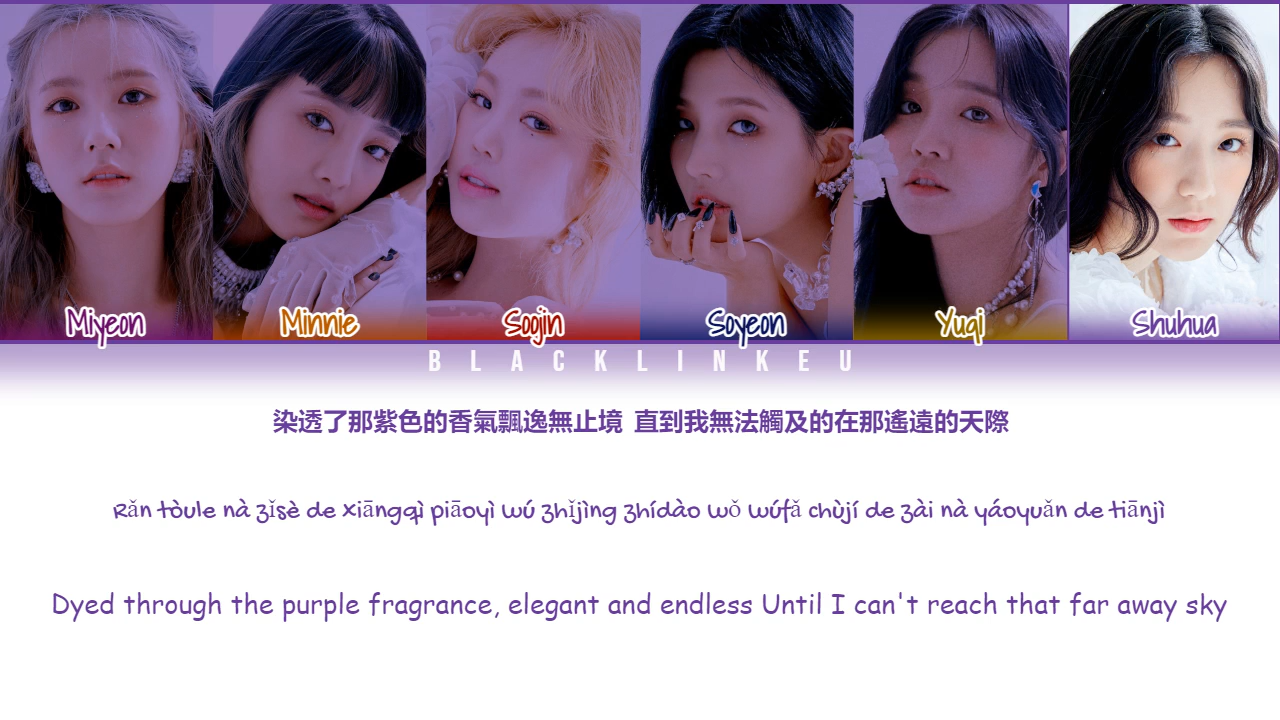 Miyeon Minnie Soojin Soyeon Yuqi Shuhua
BLACKLINKEU
染透了那紫色的香氣飄逸無止境 直到我無法觸及的在那遙遠的天際
Rǎn tòule nà zǐsè de xiāngqì piāoyì wú zhǐjìng zhídào wǒ wúfǎ chùjí de zài nà yáoyuǎn de tiānjì
Dyed through the purple fragrance, elegant and endless Until I can't reach that far away sky